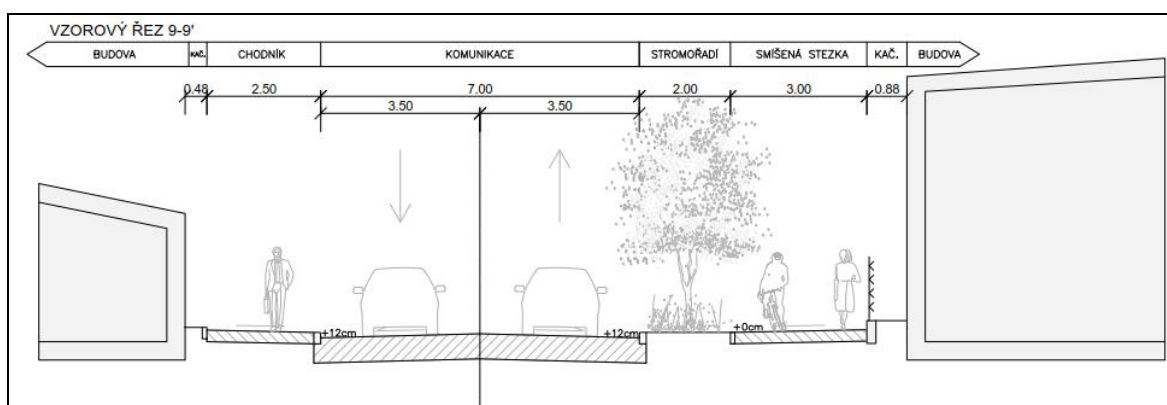 VZOROVÝ ŘEZ 9-9'
BUDOVA KAČ. CHODNÍK KOMUNIKACE STROMOŘADÍ SMÍŠENÁ STEZKA KAČ. BUDOVA
0.48 2.50 7.00 2.00 3.00 0.88
3.50 3.50
+12cm +12cm +0cm